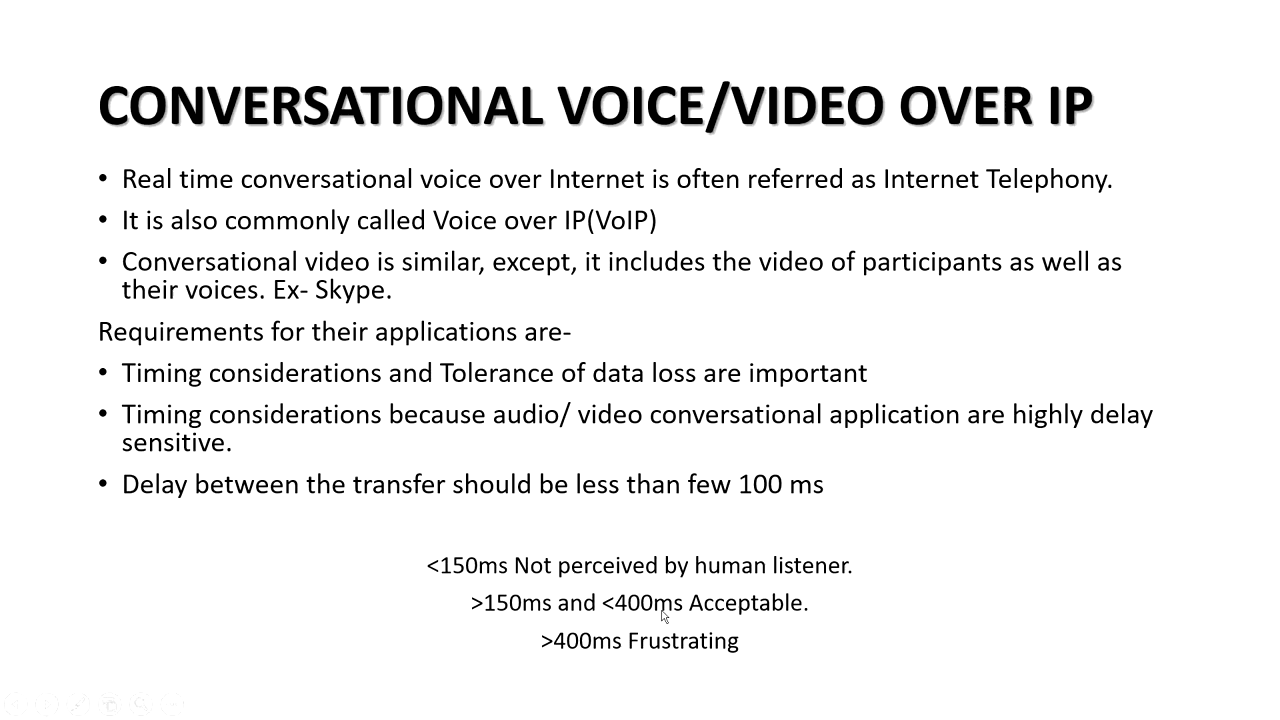 CONVERSATIONAL VOICE/VIDEO OVER IP
• Real time conversational voice over Internet is often referred as Internet Telephony.
• It is also commonly called Voice over IP(VoIP)
• Conversational video is similar, except, it includes the video of participants as well as
their voices. Ex- Skype.
Requirements for their applications are-
• Timing considerations and Tolerance of data loss are important
• Timing considerations because audio/ video conversational application are highly delay
sensitive.
• Delay between the transfer should be less than few 100 ms
<150ms Not perceived by human listener.
>150ms and <400ms Acceptable.
>400ms Frustrating